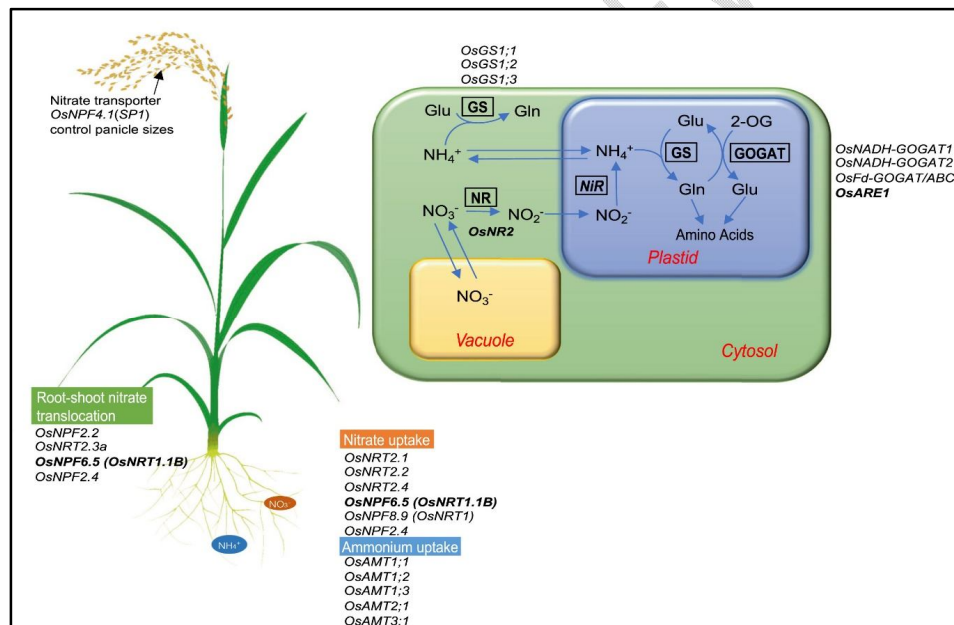 OsGS1;1
OsGS1;2
OsGS1;3
Nitrate transporter
OsNPF4.1(SP1)
control panicle sizes
Glu GS Gln
NH₄⁺
NO₃⁻ NR NO₂⁻
OsNR2
NO₃⁻
Vacuole
Cytosol
NH₄⁺
NiR
NO₂⁻
Glu 2-OG
GS GOGAT
Gln Glu
Amino Acids
Plastid
OsNADH-GOGAT1
OsNADH-GOGAT2
OsFd-GOGAT/ABC
OsARE1
Root-shoot nitrate
translocation
OsNPF2.2
OsNRT2.3a
OsNPF6.5 (OsNRT1.1B)
OsNPF2.4
NO₃⁻
NH₄⁺
Nitrate uptake
OsNRT2.1
OsNRT2.2
OsNRT2.4
OsNPF6.5 (OsNRT1.1B)
OsNPF8.9 (OsNRT1)
OsNPF2.4
Ammonium uptake
OsAMT1;1
OsAMT1;2
OsAMT1;3
OsAMT2;1
OsAMT3;1